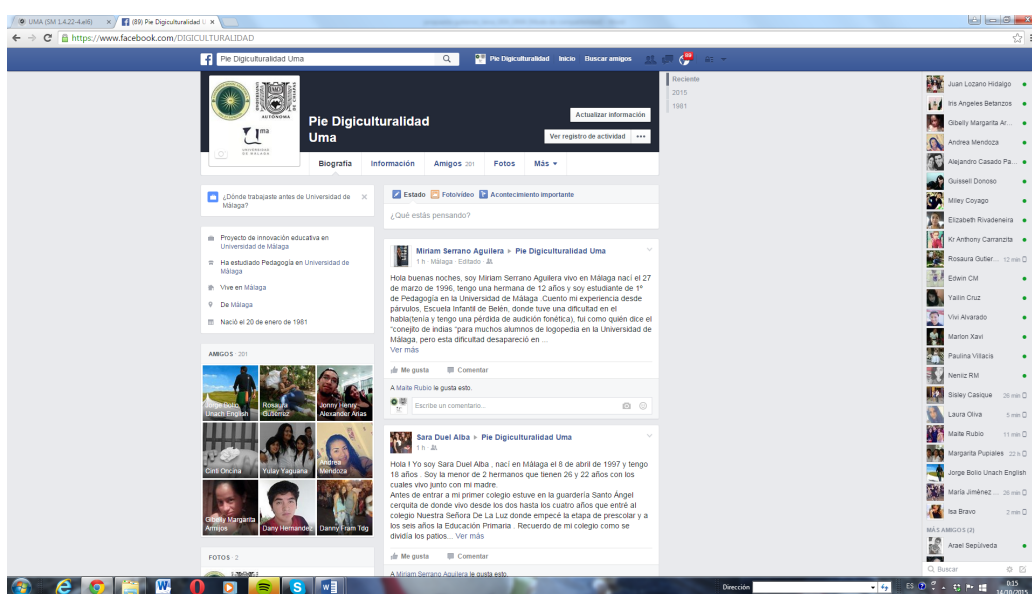 UMA (SM 1.4.22-4.el6)
(89) Pie Digiculturalidad U
https://www.facebook.com/DIGICULTURALIDAD
Pie Digiculturalidad Uma
Pie Digiculturalidad Inicio Buscar amigos
89
AUTÓNOMA
uma
UNIVERSIDAD
DE MÁLAGA
Pie Digiculturalidad
Uma
Actualizar información
Ver registro de actividad
Biografía Información Amigos 201 Fotos Más
Reciente
2015
1981
¿Dónde trabajaste antes de Universidad de
Málaga?
Proyecto de innovación educativa en
Universidad de Málaga
Ha estudiado Pedagogía en Universidad de
Málaga
Vive en Málaga
De Málaga
Nació el 20 de enero de 1981
AMIGOS · 201
Jorge Bolio
Unach English
Rosaura
Gutiérrez
Jonny Henry
Alexander Arias
Cinti Oncina
Yulay Yaguana
Andrea
Mendoza
Gibelly Margarita
Armijos
Dany Hernandez
Danny Fram Tdg
FOTOS · 2
Estado Foto/vídeo Acontecimiento importante
¿Qué estás pensando?
Miriam Serrano Aguilera ▸ Pie Digiculturalidad Uma
1 h · Málaga · Editado ·
Hola buenas noches, soy Miriam Serrano Aguilera vivo en Málaga nací el 27
de marzo de 1996, tengo una hermana de 12 años y soy estudiante de 1º
de Pedagogía en la Universidad de Málaga .Cuento mi experiencia desde
párvulos, Escuela Infantil de Belén, donde tuve una dificultad en el
habla(tenía y tengo una pérdida de audición fonética), fui como quién dice el
"conejito de indias "para muchos alumnos de logopedia en la Universidad de
Málaga, pero esta dificultad desapareció en ...
Ver más
Me gusta Comentar
A Maite Rubio le gusta esto.
Escribe un comentario...
Sara Duel Alba ▸ Pie Digiculturalidad Uma
1 h ·
Hola ! Yo soy Sara Duel Alba , nací en Málaga el 8 de abril de 1997 y tengo
18 años . Soy la menor de 2 hermanos que tienen 26 y 22 años con los
cuales vivo junto con mi madre.
Antes de entrar a mi primer colegio estuve en la guardería Santo Ángel
cerquita de donde vivo desde los dos hasta los cuatro años que entré al
colegio Nuestra Señora De La Luz donde empecé la etapa de prescolar y a
los seis años la Educación Primaria . Recuerdo de mi colegio como se
dividía los patios... Ver más
Me gusta Comentar
A Miriam Serrano Aguilera le gusta esto.
Juan Lozano Hidalgo
Iris Angeles Betanzos
Gibelly Margarita Ar...
Andrea Mendoza
Alejandro Casado Pa...
Guissell Donoso
Miley Coyago
Elizabeth Rivadeneira
Kr Anthony Carranzita
Rosaura Gutier... 12 min
Edwin CM
Yailin Cruz
Vivi Alvarado
Marlon Xavi
Paulina Villacis
Neniiz RM
Sisley Casique 26 min
Laura Oliva 5 min
Maite Rubio 11 min
Margarita Pupiales 22 h
Jorge Bolio Unach English
María Jiménez ... 26 min
Isa Bravo 2 min
MÁS AMIGOS (2)
Arael Sepúlveda
Buscar
Dirección
ES
0:15
14/10/2015